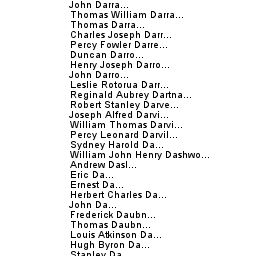 John Darra...
Thomas William Darra...
Thomas Darra...
Charles Joseph Darr...
Percy Fowler Darre...
Duncan Darro...
Henry Joseph Darro...
John Darro...
Leslie Rotorua Darr...
Reginald Aubrey Dartna...
Robert Stanley Darve...
Joseph Alfred Darvi...
William Thomas Darvi...
Percy Leonard Darvil...
Sydney Harold Da...
William John Henry Dashwo...
Andrew Dasl...
Eric Da...
Ernest Da...
Herbert Charles Da...
John Da...
Frederick Daubn...
Thomas Daubn...
Louis Atkinson Da...
Hugh Byron Da...
Stanley Da